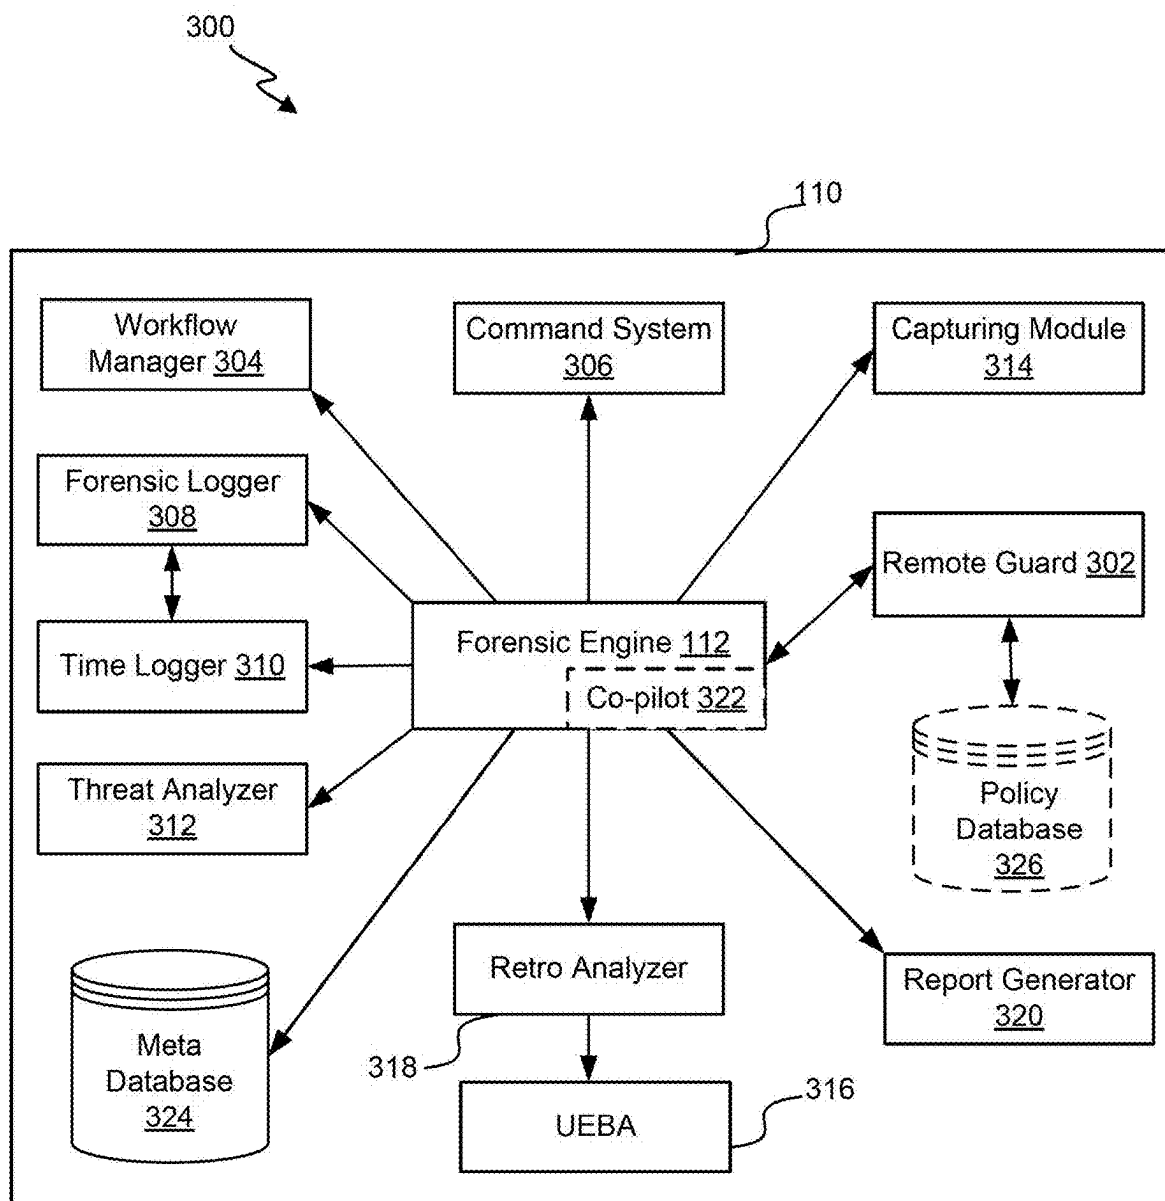 300
110
Workflow
Manager 304
Command System
306
Capturing Module
314
Forensic Logger
308
Remote Guard 302
Time Logger 310
Forensic Engine 112
Co-pilot 322
Threat Analyzer
312
Policy
Database
326
Retro Analyzer
318
Report Generator
320
Meta
Database
324
UEBA
316